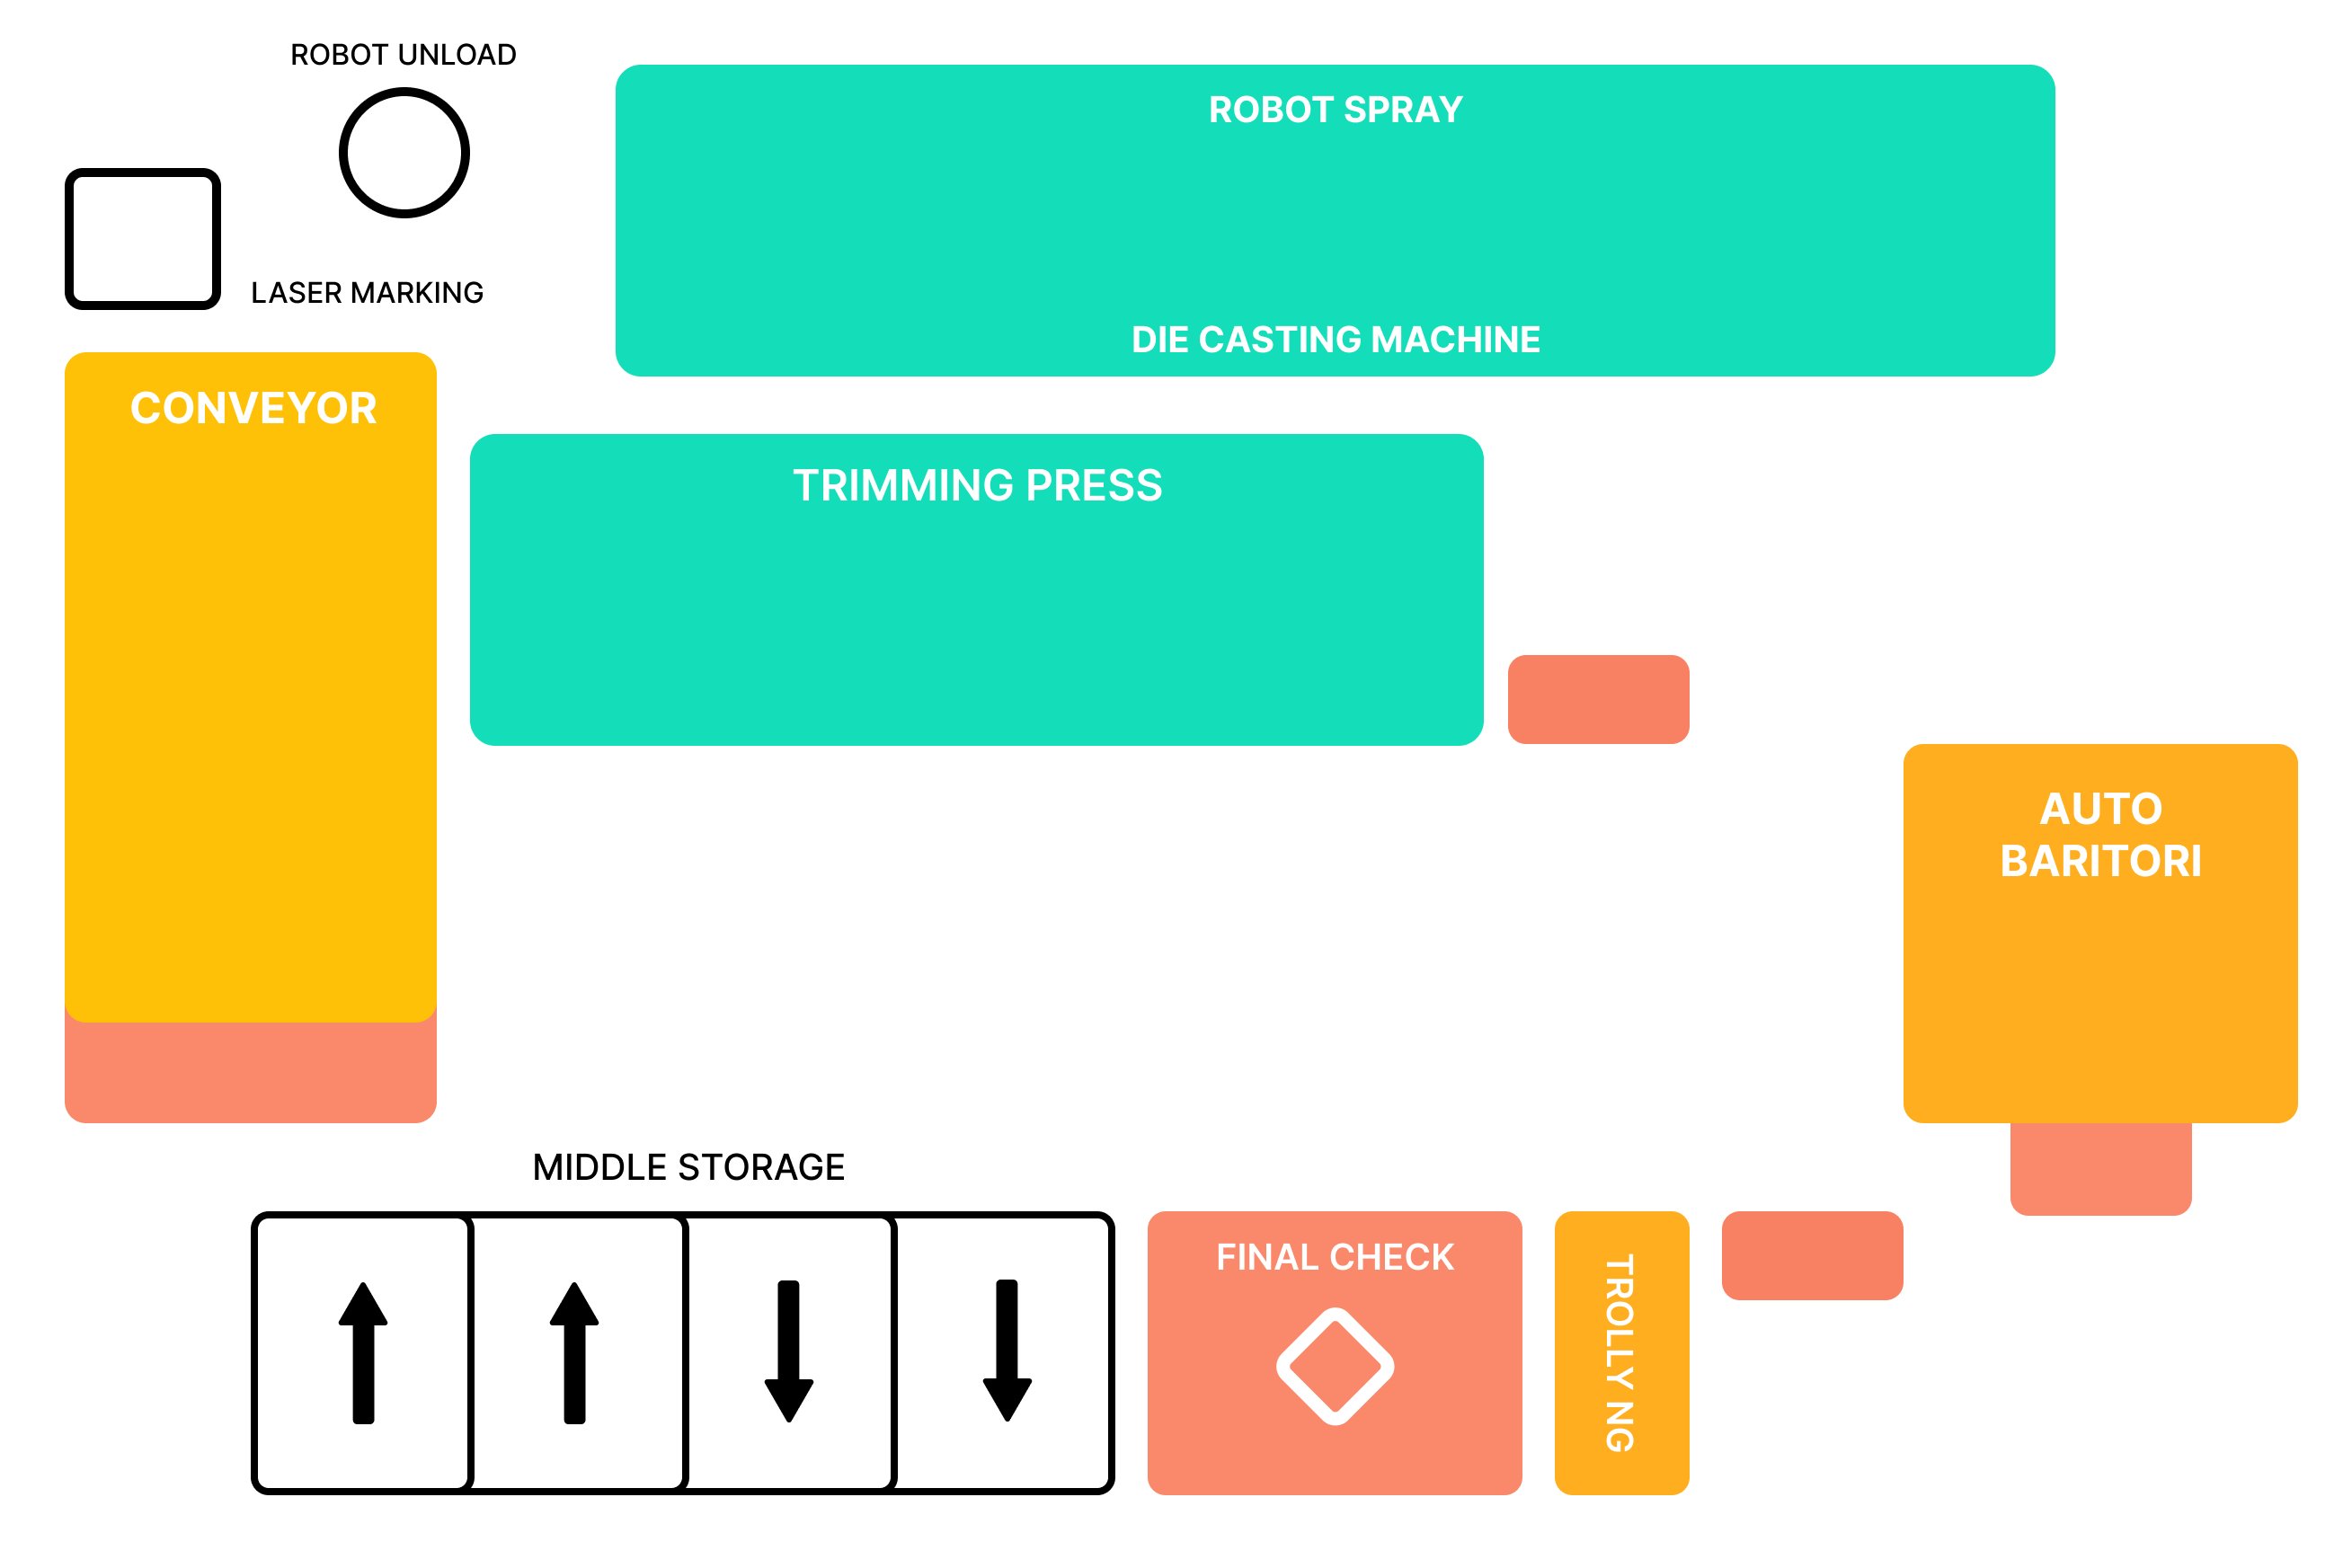 ROBOT UNLOAD
ROBOT SPRAY
LASER MARKING
DIE CASTING MACHINE
CONVEYOR
TRIMMING PRESS
AUTO
BARITORI
MIDDLE STORAGE
FINAL CHECK
TROLLY NG